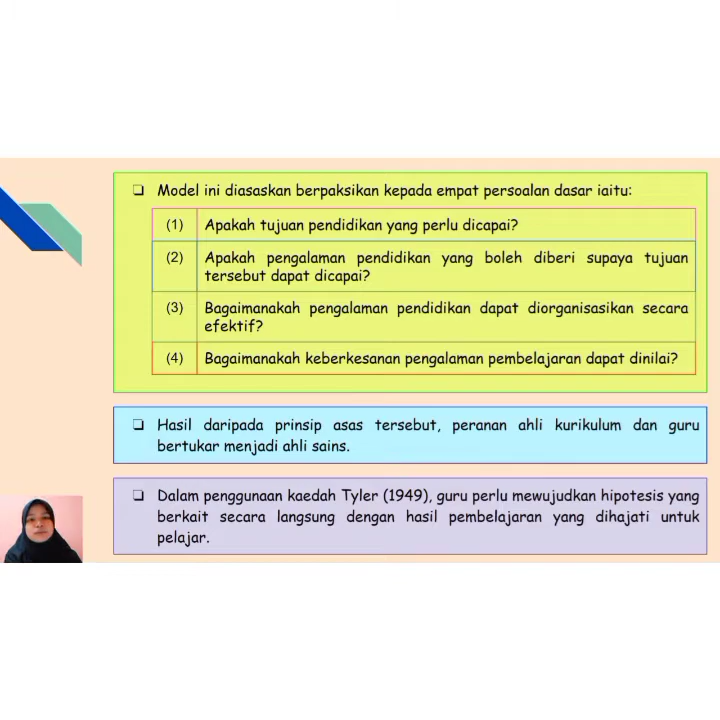 ❑ Model ini diasaskan berpaksikan kepada empat persoalan dasar iaitu:
(1) Apakah tujuan pendidikan yang perlu dicapai?
(2) Apakah pengalaman pendidikan yang boleh diberi supaya tujuan
tersebut dapat dicapai?
(3) Bagaimanakah pengalaman pendidikan dapat diorganisasikan secara
efektif?
(4) Bagaimanakah keberkesanan pengalaman pembelajaran dapat dinilai?
❑ Hasil daripada prinsip asas tersebut, peranan ahli kurikulum dan guru
bertukar menjadi ahli sains.
❑ Dalam penggunaan kaedah Tyler (1949), guru perlu mewujudkan hipotesis yang
berkait secara langsung dengan hasil pembelajaran yang dihajati untuk
pelajar.